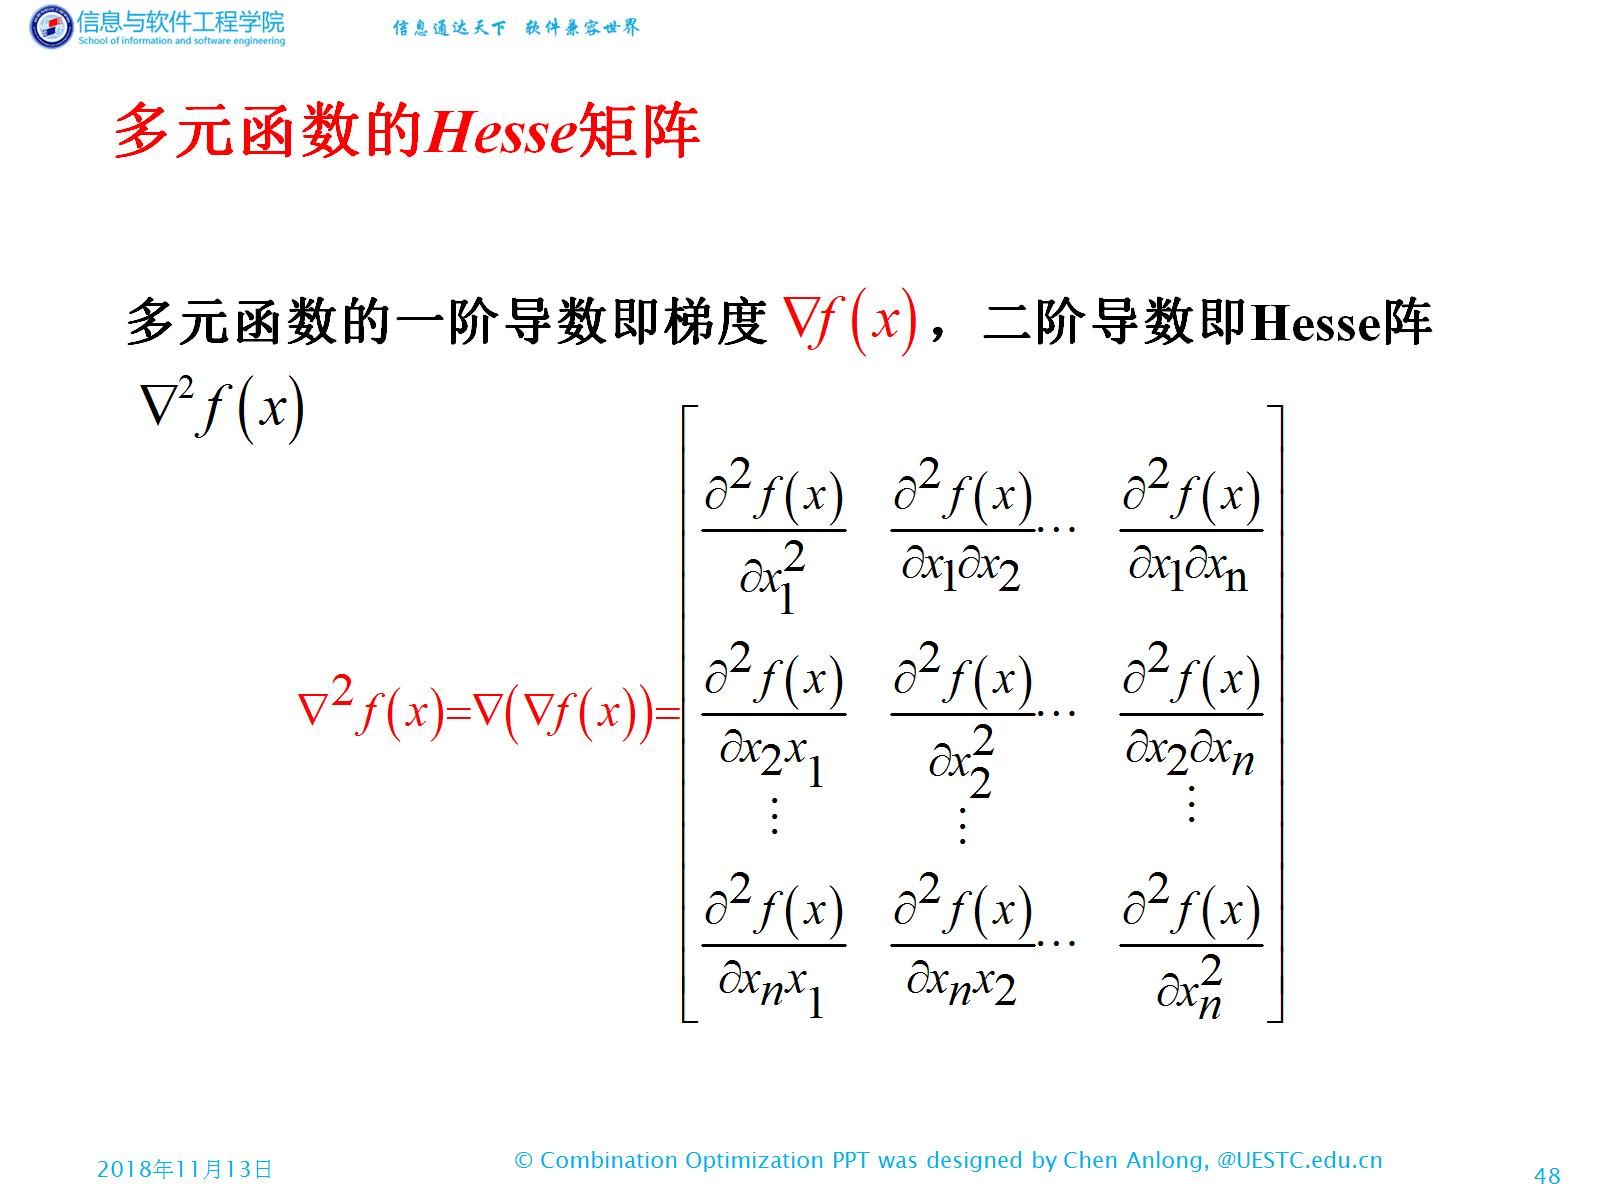 信息与软件工程学院
School of information and software engineering
信息通达天下 软件兼容世界
多元函数的Hesse矩阵
多元函数的一阶导数即梯度 ∇f(x) ，二阶导数即Hesse阵
∇²f(x)
∇²f(x)=∇(∇f(x))=
∂²f(x)/∂x₁² ∂²f(x)/∂x₁∂x₂ … ∂²f(x)/∂x₁∂xₙ
∂²f(x)/∂x₂x₁ ∂²f(x)/∂x₂² … ∂²f(x)/∂x₂∂xₙ
⋮ ⋮ ⋮
∂²f(x)/∂xₙx₁ ∂²f(x)/∂xₙx₂ … ∂²f(x)/∂xₙ²
2018年11月13日
© Combination Optimization PPT was designed by Chen Anlong, @UESTC.edu.cn
48